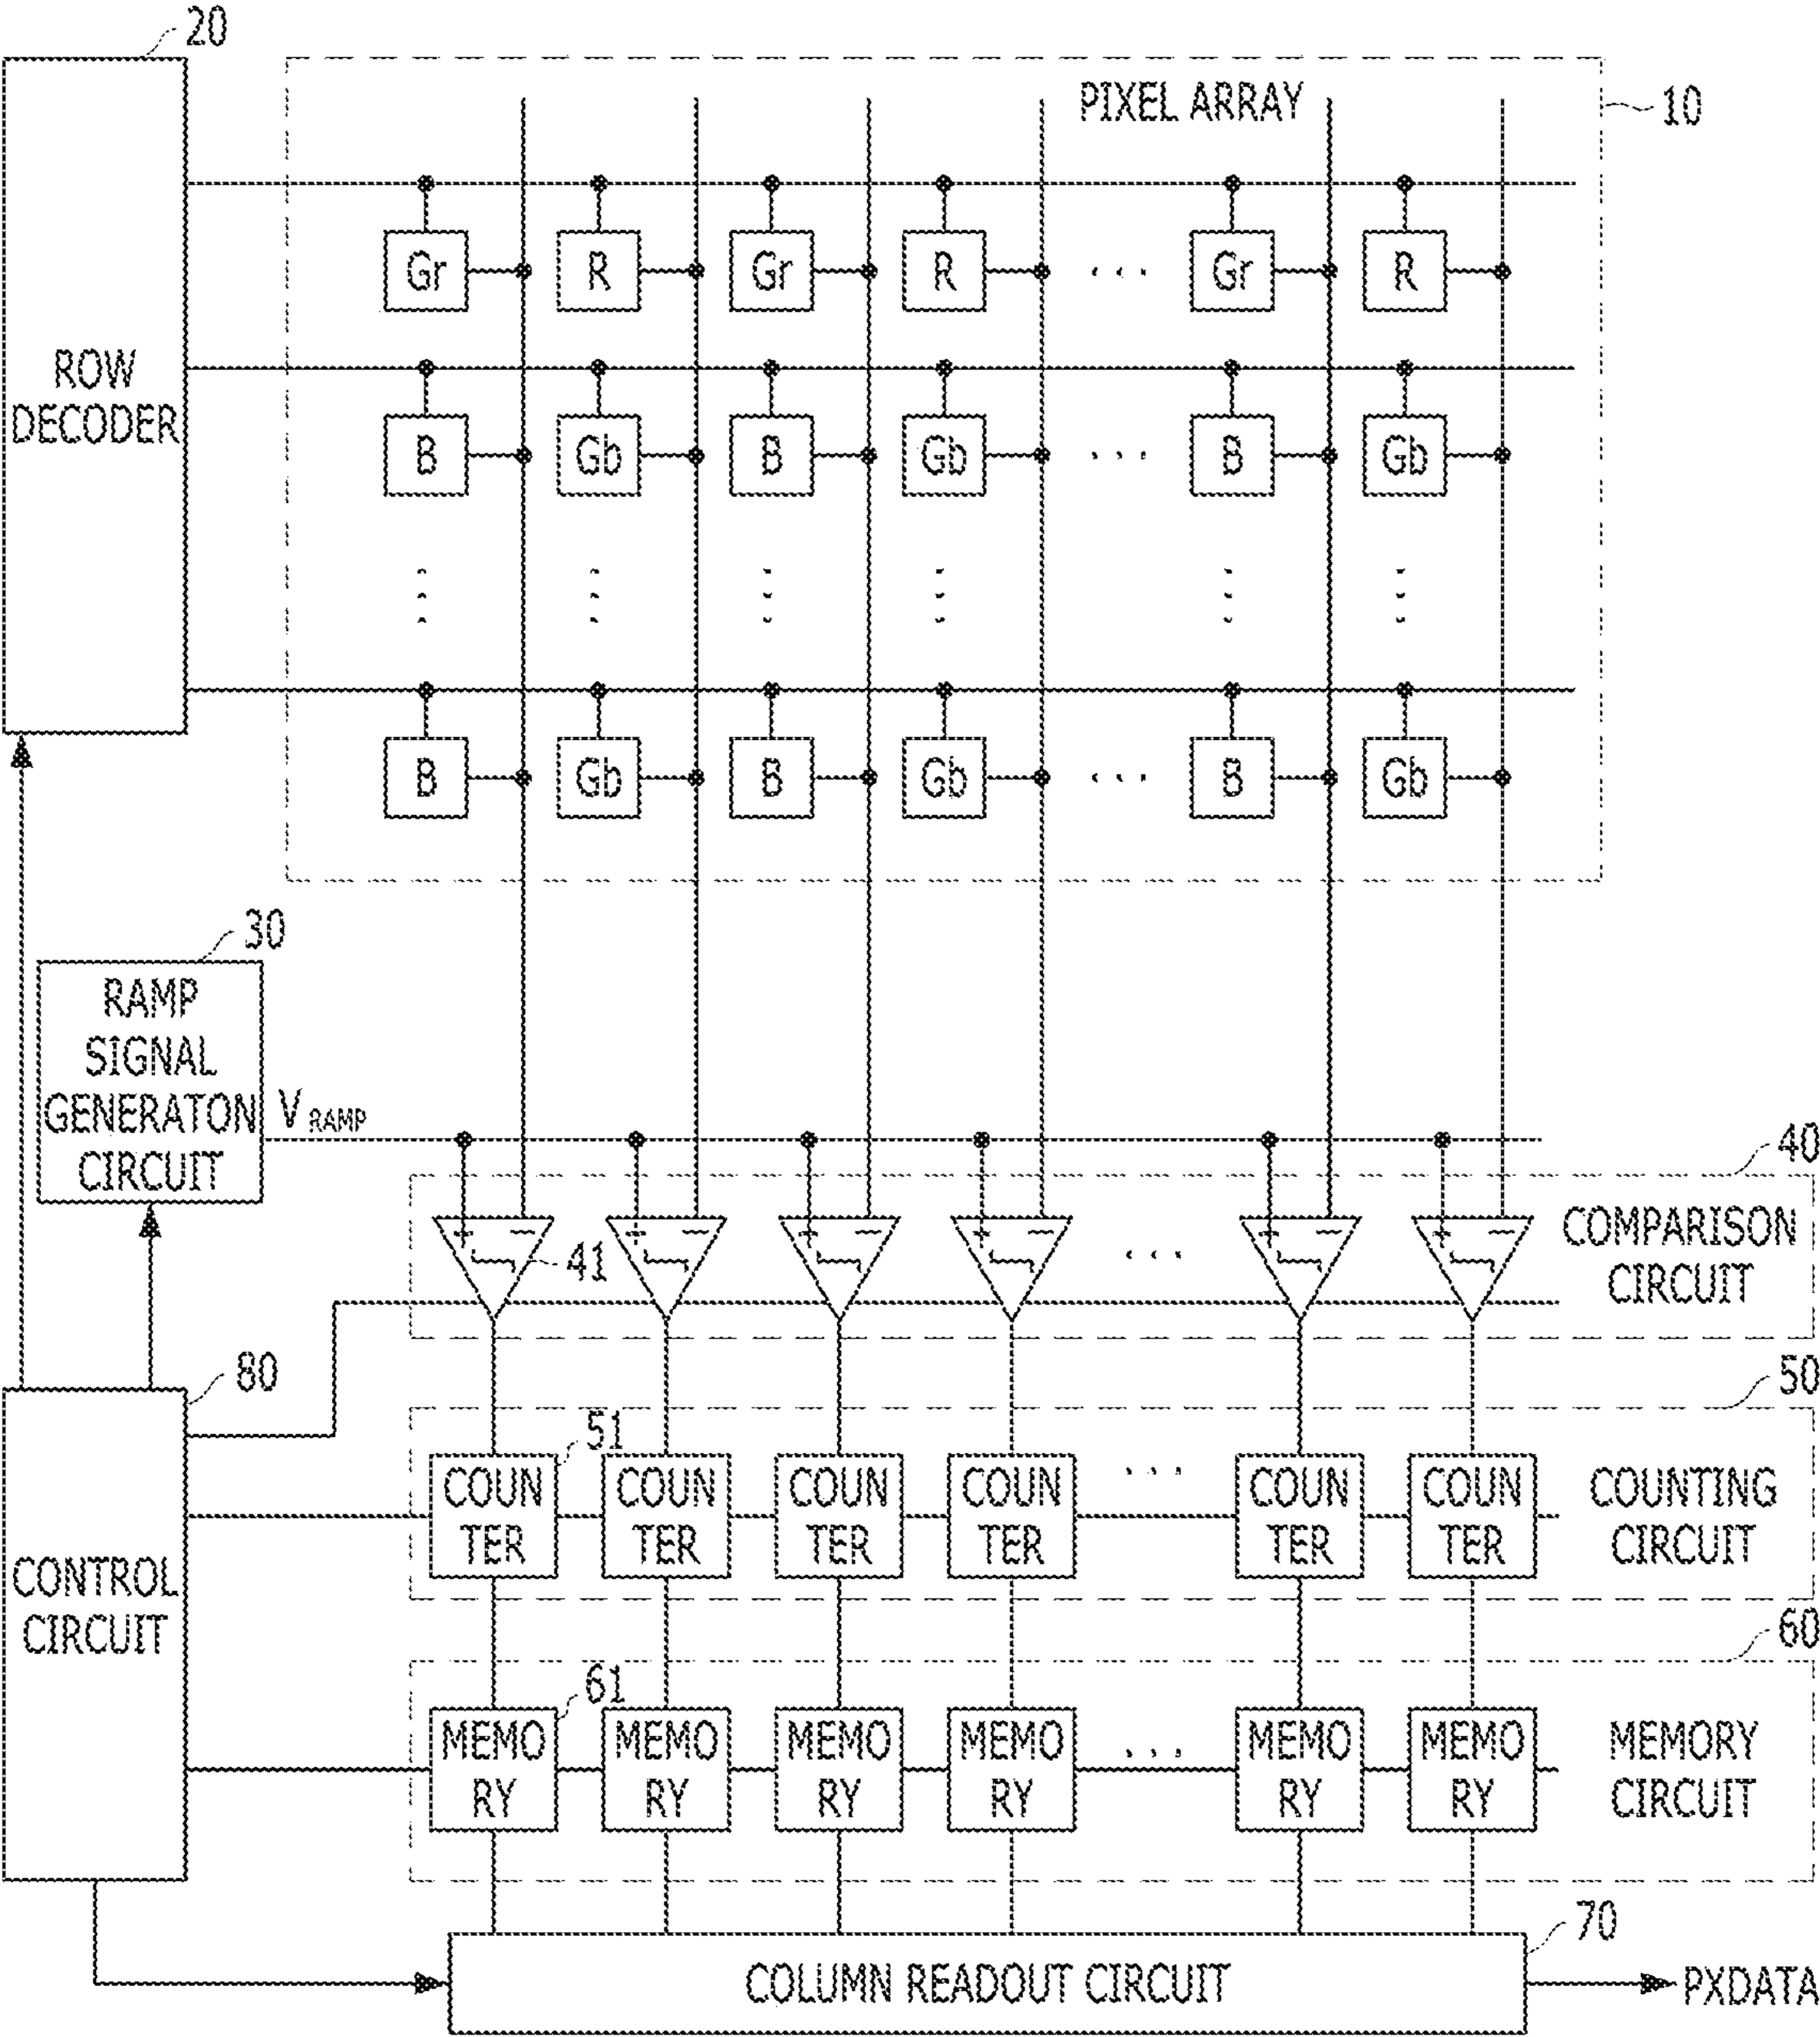 20
PIXEL ARRAY
10
Gr R Gr R ... Gr R
ROW
DECODER
B Gb B Gb ... B Gb
B Gb B Gb ... B Gb
30
RAMP
SIGNAL
GENERATON
CIRCUIT
V RAMP
40
+ − + − + − + − ... + − + −
41
COMPARISON
CIRCUIT
80
50
51
COUN
TER
COUN
TER
COUN
TER
COUN
TER
...
COUN
TER
COUN
TER
COUNTING
CIRCUIT
CONTROL
CIRCUIT
60
61
MEMO
RY
MEMO
RY
MEMO
RY
MEMO
RY
...
MEMO
RY
MEMO
RY
MEMORY
CIRCUIT
70
COLUMN READOUT CIRCUIT
PXDATA